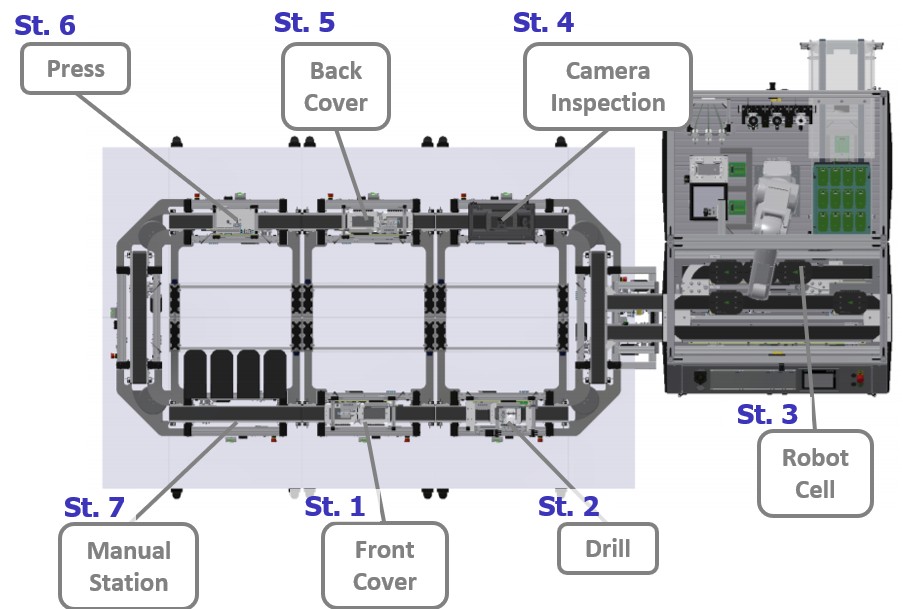 St. 6
Press
St. 5
Back
Cover
St. 4
Camera
Inspection
St. 3
Robot
Cell
St. 7
Manual
Station
St. 1
Front
Cover
St. 2
Drill